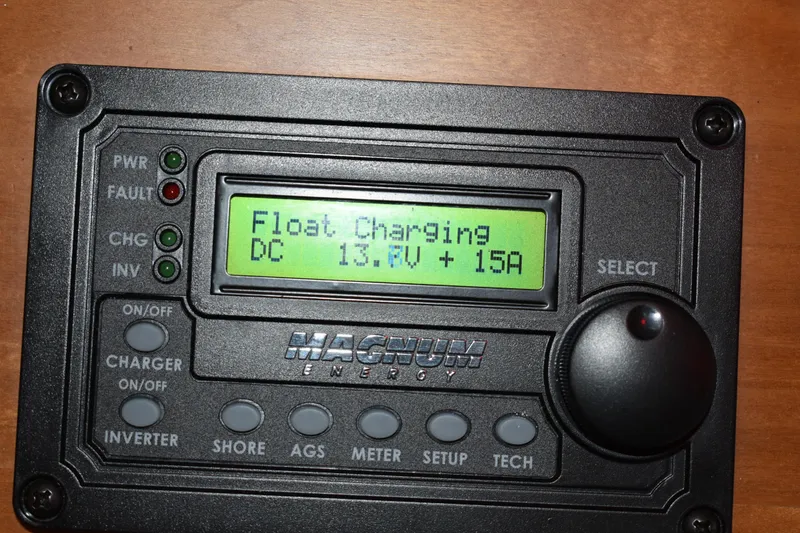 PWR
FAULT
CHG
INV
Float Charging
DC + 15A
SELECT
ON/OFF
CHARGER
ON/OFF
INVERTER
MAGNUM
ENERGY
SHORE
AGS
METER
SETUP
TECH